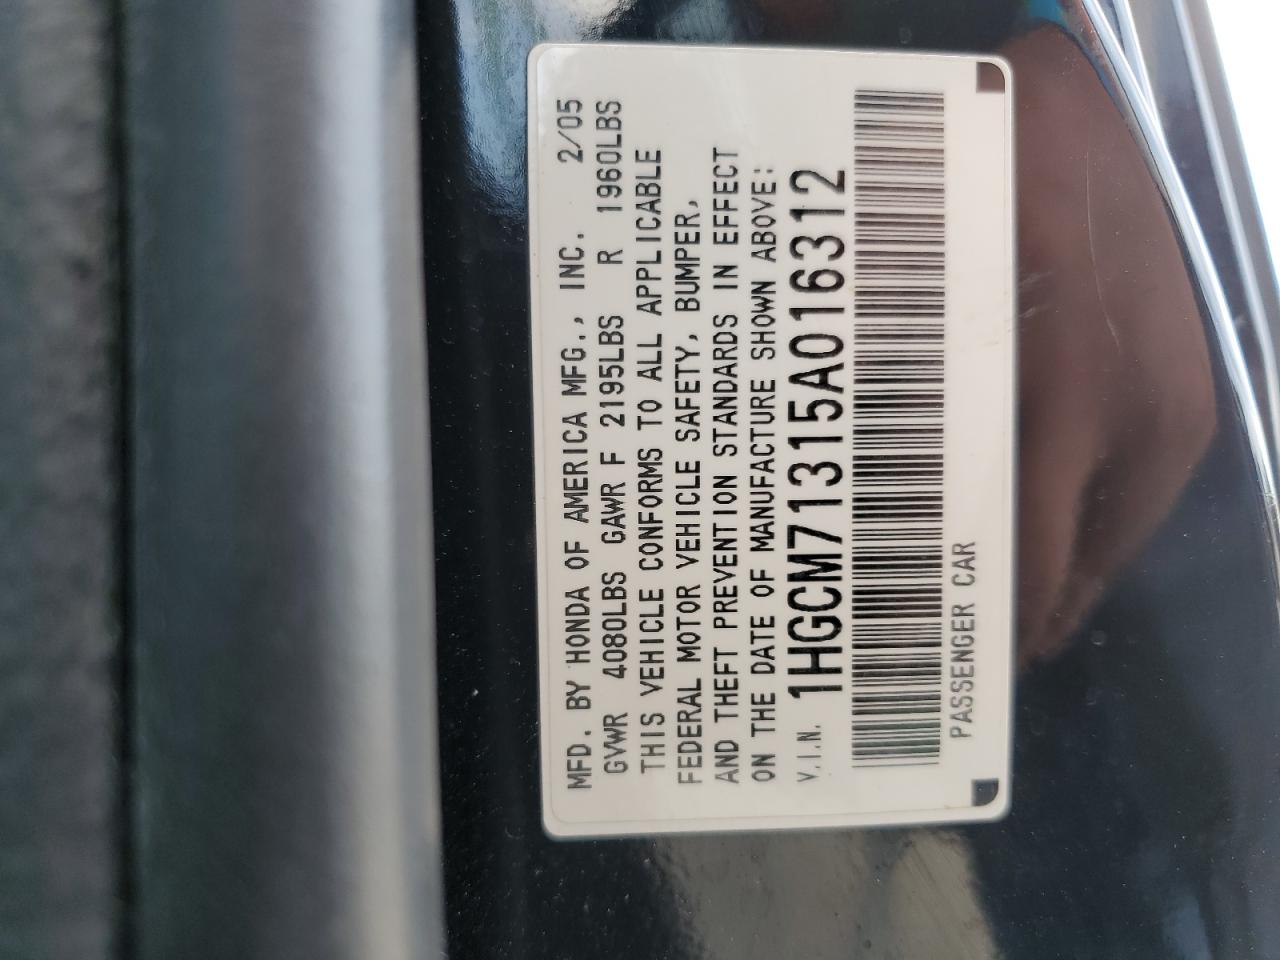 MFD. BY HONDA OF AMERICA MFG., INC. 2/05
GVWR 4080LBS GAWR F 2195LBS R 1960LBS
THIS VEHICLE CONFORMS TO ALL APPLICABLE
FEDERAL MOTOR VEHICLE SAFETY, BUMPER,
AND THEFT PREVENTION STANDARDS IN EFFECT
ON THE DATE OF MANUFACTURE SHOWN ABOVE:
V.I.N. 1HGCM71315A016312
PASSENGER CAR